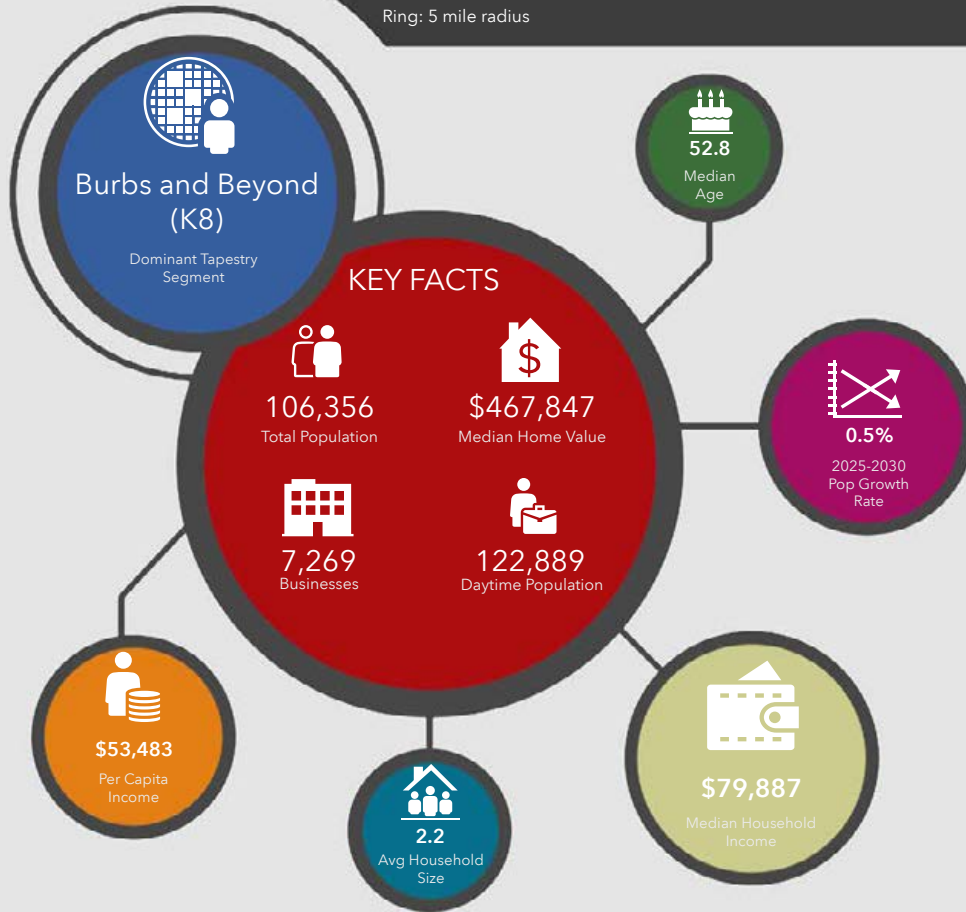 Ring: 5 mile radius
Burbs and Beyond
(K8)
Dominant Tapestry
Segment
52.8
Median
Age
KEY FACTS
106,356
Total Population
$467,847
Median Home Value
7,269
Businesses
122,889
Daytime Population
0.5%
2025-2030
Pop Growth
Rate
$53,483
Per Capita
Income
2.2
Avg Household
Size
$79,887
Median Household
Income